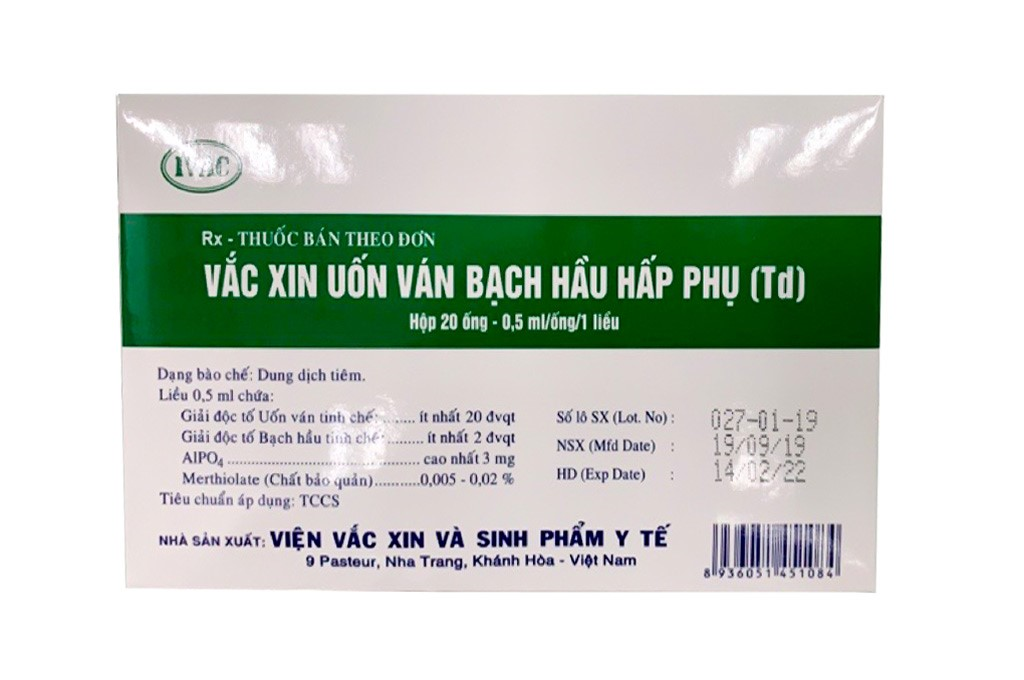 IVAC
Rx - THUỐC BÁN THEO ĐƠN
VẮC XIN UỐN VÁN BẠCH HẦU HẤP PHỤ (Td)
Hộp 20 ống - 0,5 ml/ống/1 liều
Dạng bào chế: Dung dịch tiêm.
Liều 0,5 ml chứa:
Giải độc tố Uốn ván tinh chế: ........ ít nhất 20 đvqt
Giải độc tố Bạch hầu tinh chế: ......... ít nhất 2 đvqt
AlPO₄ ................................................ cao nhất 3 mg
Merthiolate (Chất bảo quản)...........0,005 - 0,02 %
Tiêu chuẩn áp dụng: TCCS
Số lô SX (Lot. No) : 027-01-19
NSX (Mfd Date) : 19/09/19
HD (Exp Date) : 14/02/22
NHÀ SẢN XUẤT: VIỆN VẮC XIN VÀ SINH PHẨM Y TẾ
9 Pasteur, Nha Trang, Khánh Hòa - Việt Nam
8 936051 451084